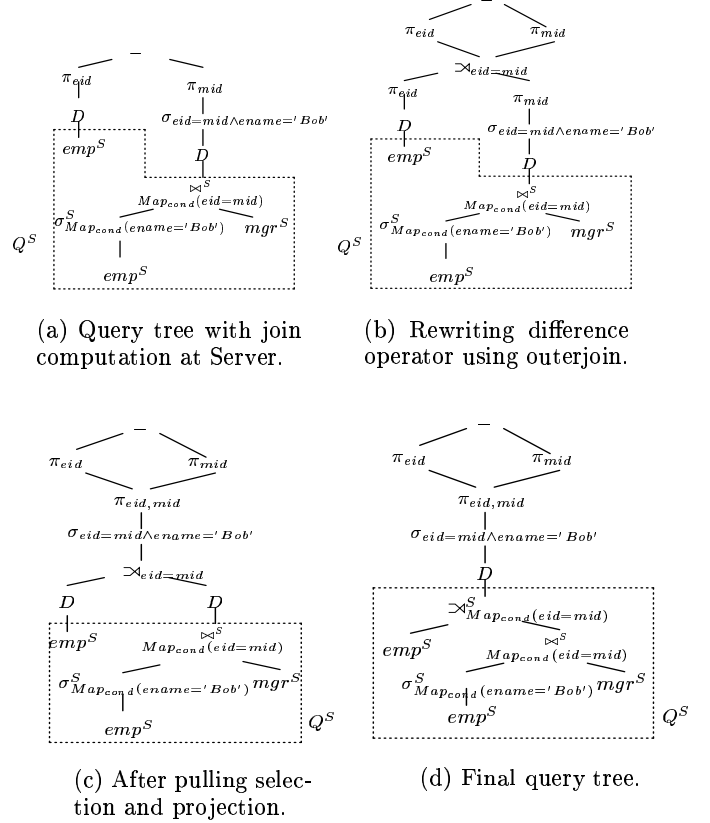 −
π_eid π_mid
D σ_eid=mid∧ename='Bob'
emp^S D
⋈^S
Map_cond(eid=mid)
σ^S_Map_cond(ename='Bob') mgr^S
Q^S
emp^S
(a) Query tree with join
computation at Server.
−
π_eid π_mid
⟕_eid=mid
π_eid π_mid
D σ_eid=mid∧ename='Bob'
emp^S D
⋈^S
Map_cond(eid=mid)
σ^S_Map_cond(ename='Bob') mgr^S
Q^S
emp^S
(b) Rewriting difference
operator using outerjoin.
−
π_eid π_mid
π_eid,mid
σ_eid=mid∧ename='Bob'
⟕_eid=mid
D D
emp^S ⋈^S
Map_cond(eid=mid)
σ^S_Map_cond(ename='Bob') mgr^S
emp^S Q^S
(c) After pulling selec-
tion and projection.
−
π_eid π_mid
π_eid,mid
σ_eid=mid∧ename='Bob'
D
⟕^S_Map_cond(eid=mid)
emp^S ⋈^S
Map_cond(eid=mid)
σ^S_Map_cond(ename='Bob') mgr^S
emp^S Q^S
(d) Final query tree.